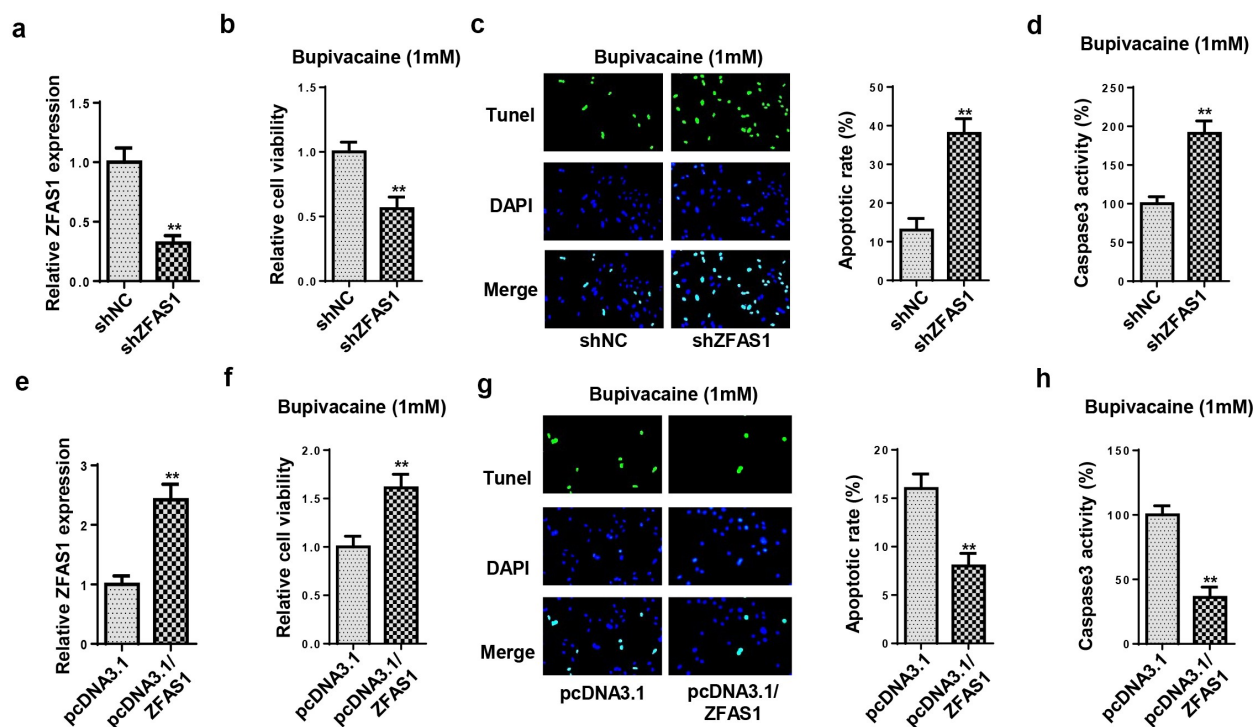 a
Relative ZFAS1 expression
1.5
1.0
0.5
0.0
**
shNC
shZFAS1
b
Bupivacaine (1mM)
Relative cell viability
1.5
1.0
0.5
0.0
**
shNC
shZFAS1
c
Bupivacaine (1mM)
Tunel
DAPI
Merge
shNC
shZFAS1
Apoptotic rate (%)
50
40
30
20
10
0
**
shNC
shZFAS1
d
Bupivacaine (1mM)
Caspase3 activity (%)
250
200
150
100
50
0
**
shNC
shZFAS1
e
Relative ZFAS1 expression
3
2
1
0
**
pcDNA3.1
pcDNA3.1/
ZFAS1
f
Bupivacaine (1mM)
Relative cell viability
2.0
1.5
1.0
0.5
0.0
**
pcDNA3.1
pcDNA3.1/
ZFAS1
g
Bupivacaine (1mM)
Tunel
DAPI
Merge
pcDNA3.1
pcDNA3.1/
ZFAS1
Apoptotic rate (%)
20
15
10
5
0
**
pcDNA3.1
pcDNA3.1/
ZFAS1
h
Bupivacaine (1mM)
Caspase3 activity (%)
150
100
50
0
**
pcDNA3.1
pcDNA3.1/
ZFAS1